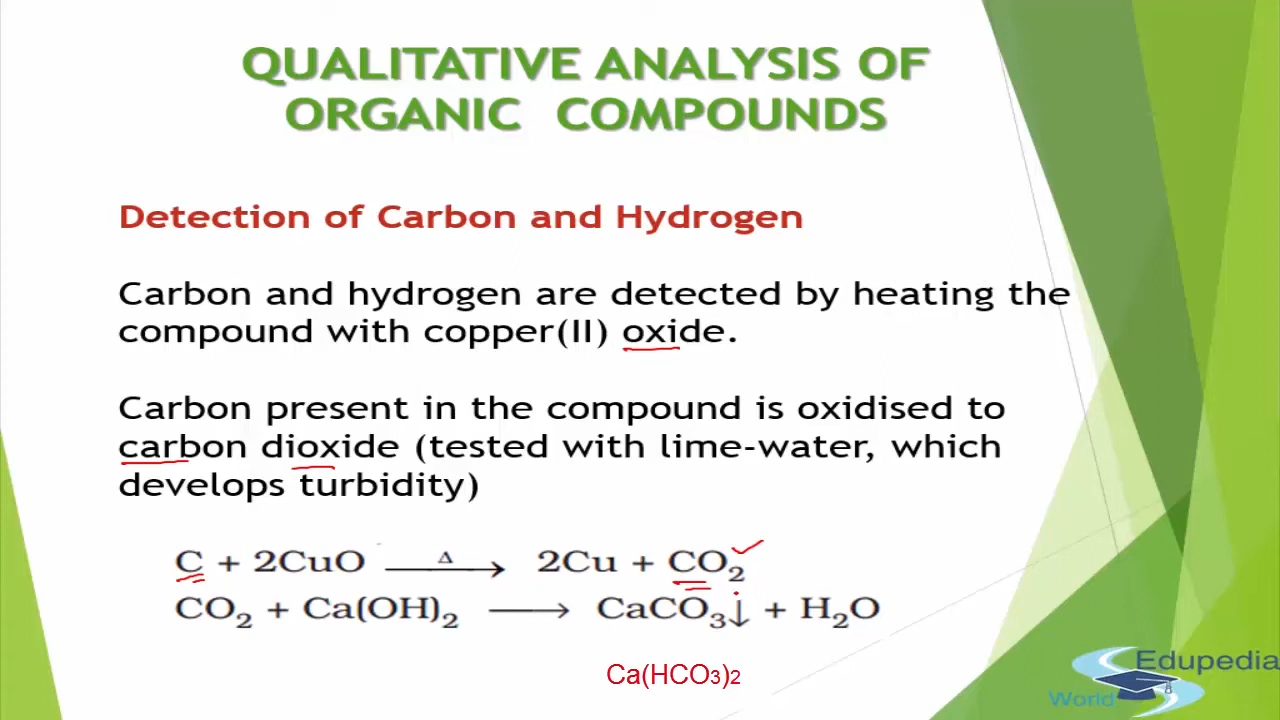 QUALITATIVE ANALYSIS OF
ORGANIC COMPOUNDS
Detection of Carbon and Hydrogen
Carbon and hydrogen are detected by heating the
compound with copper(II) oxide.
Carbon present in the compound is oxidised to
carbon dioxide (tested with lime-water, which
develops turbidity)
C + 2CuO —Δ→ 2Cu + CO₂
CO₂ + Ca(OH)₂ ⟶ CaCO₃↓ + H₂O
Ca(HCO₃)₂
Edupedia
World